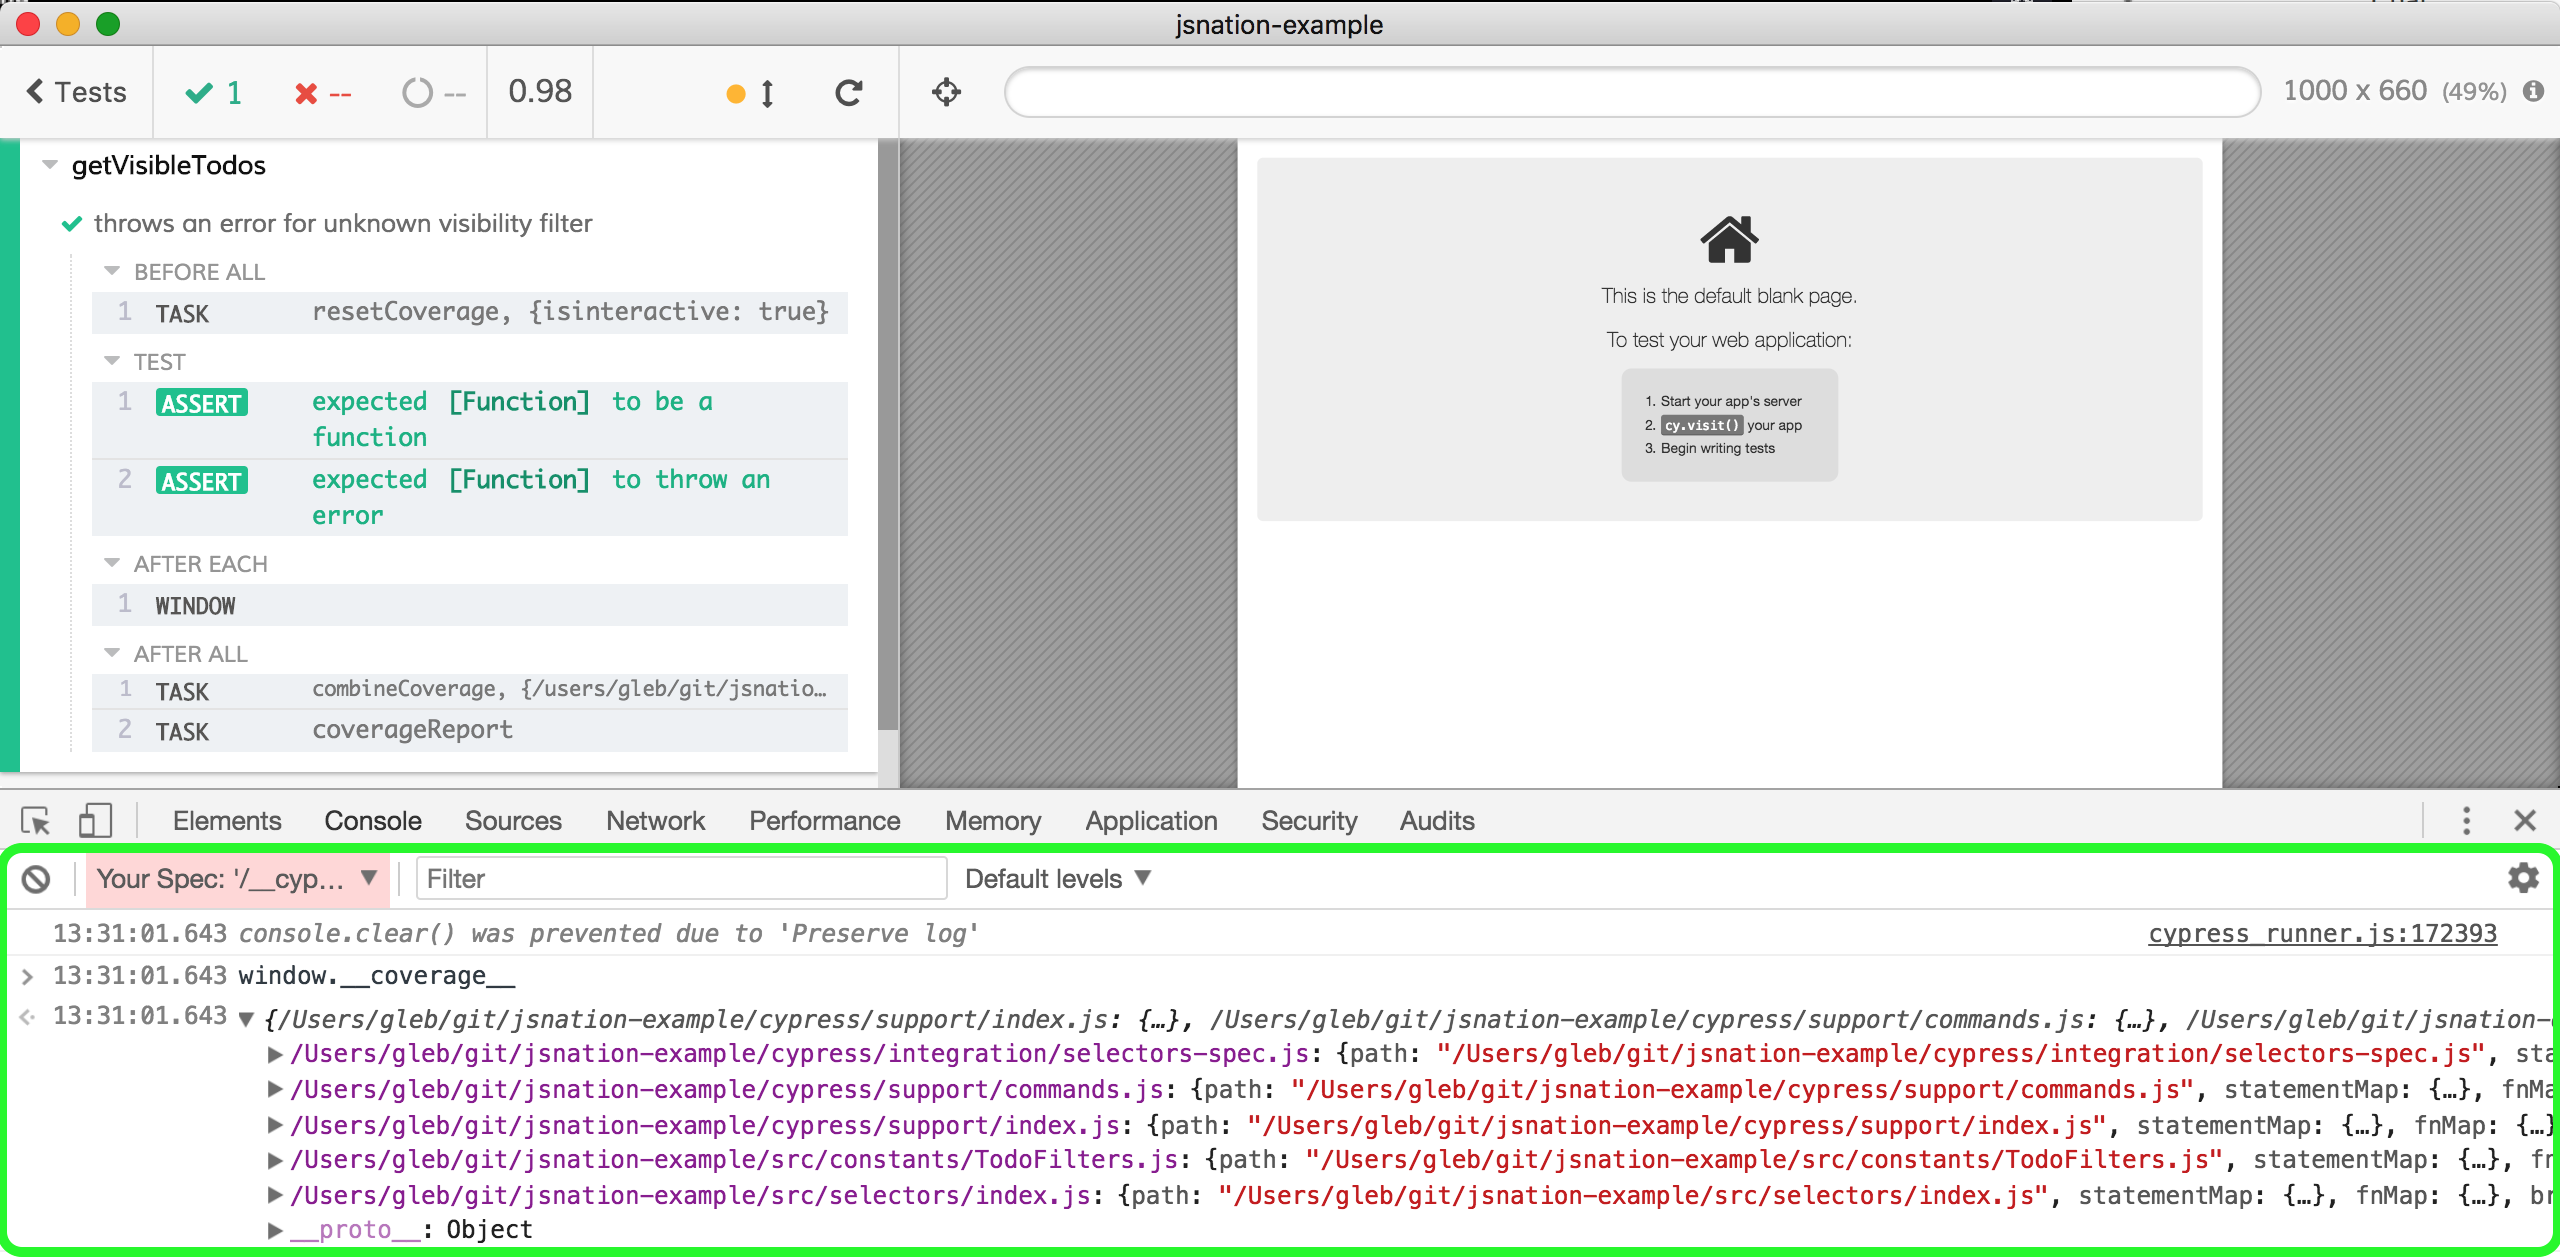 jsnation-example
Tests 1 -- -- 0.98 1000 x 660 (49%)
getVisibleTodos
throws an error for unknown visibility filter
BEFORE ALL
1 TASK resetCoverage, {isinteractive: true}
TEST
1 ASSERT expected [Function] to be a
function
2 ASSERT expected [Function] to throw an
error
AFTER EACH
1 WINDOW
AFTER ALL
1 TASK combineCoverage, {/users/gleb/git/jsnatio…
2 TASK coverageReport
This is the default blank page.
To test your web application:
1. Start your app's server
2. cy.visit() your app
3. Begin writing tests
Elements Console Sources Network Performance Memory Application Security Audits
Your Spec: '/__cyp… Filter Default levels
13:31:01.643 console.clear() was prevented due to 'Preserve log' cypress_runner.js:172393
13:31:01.643 window.__coverage__
13:31:01.643 {/Users/gleb/git/jsnation-example/cypress/support/index.js: {…}, /Users/gleb/git/jsnation-example/cypress/support/commands.js: {…}, /Users/gleb/git/jsnation-
/Users/gleb/git/jsnation-example/cypress/integration/selectors-spec.js: {path: "/Users/gleb/git/jsnation-example/cypress/integration/selectors-spec.js", sta
/Users/gleb/git/jsnation-example/cypress/support/commands.js: {path: "/Users/gleb/git/jsnation-example/cypress/support/commands.js", statementMap: {…}, fnMa
/Users/gleb/git/jsnation-example/cypress/support/index.js: {path: "/Users/gleb/git/jsnation-example/cypress/support/index.js", statementMap: {…}, fnMap: {…}
/Users/gleb/git/jsnation-example/src/constants/TodoFilters.js: {path: "/Users/gleb/git/jsnation-example/src/constants/TodoFilters.js", statementMap: {…}, fn
/Users/gleb/git/jsnation-example/src/selectors/index.js: {path: "/Users/gleb/git/jsnation-example/src/selectors/index.js", statementMap: {…}, fnMap: {…}, br
__proto__: Object